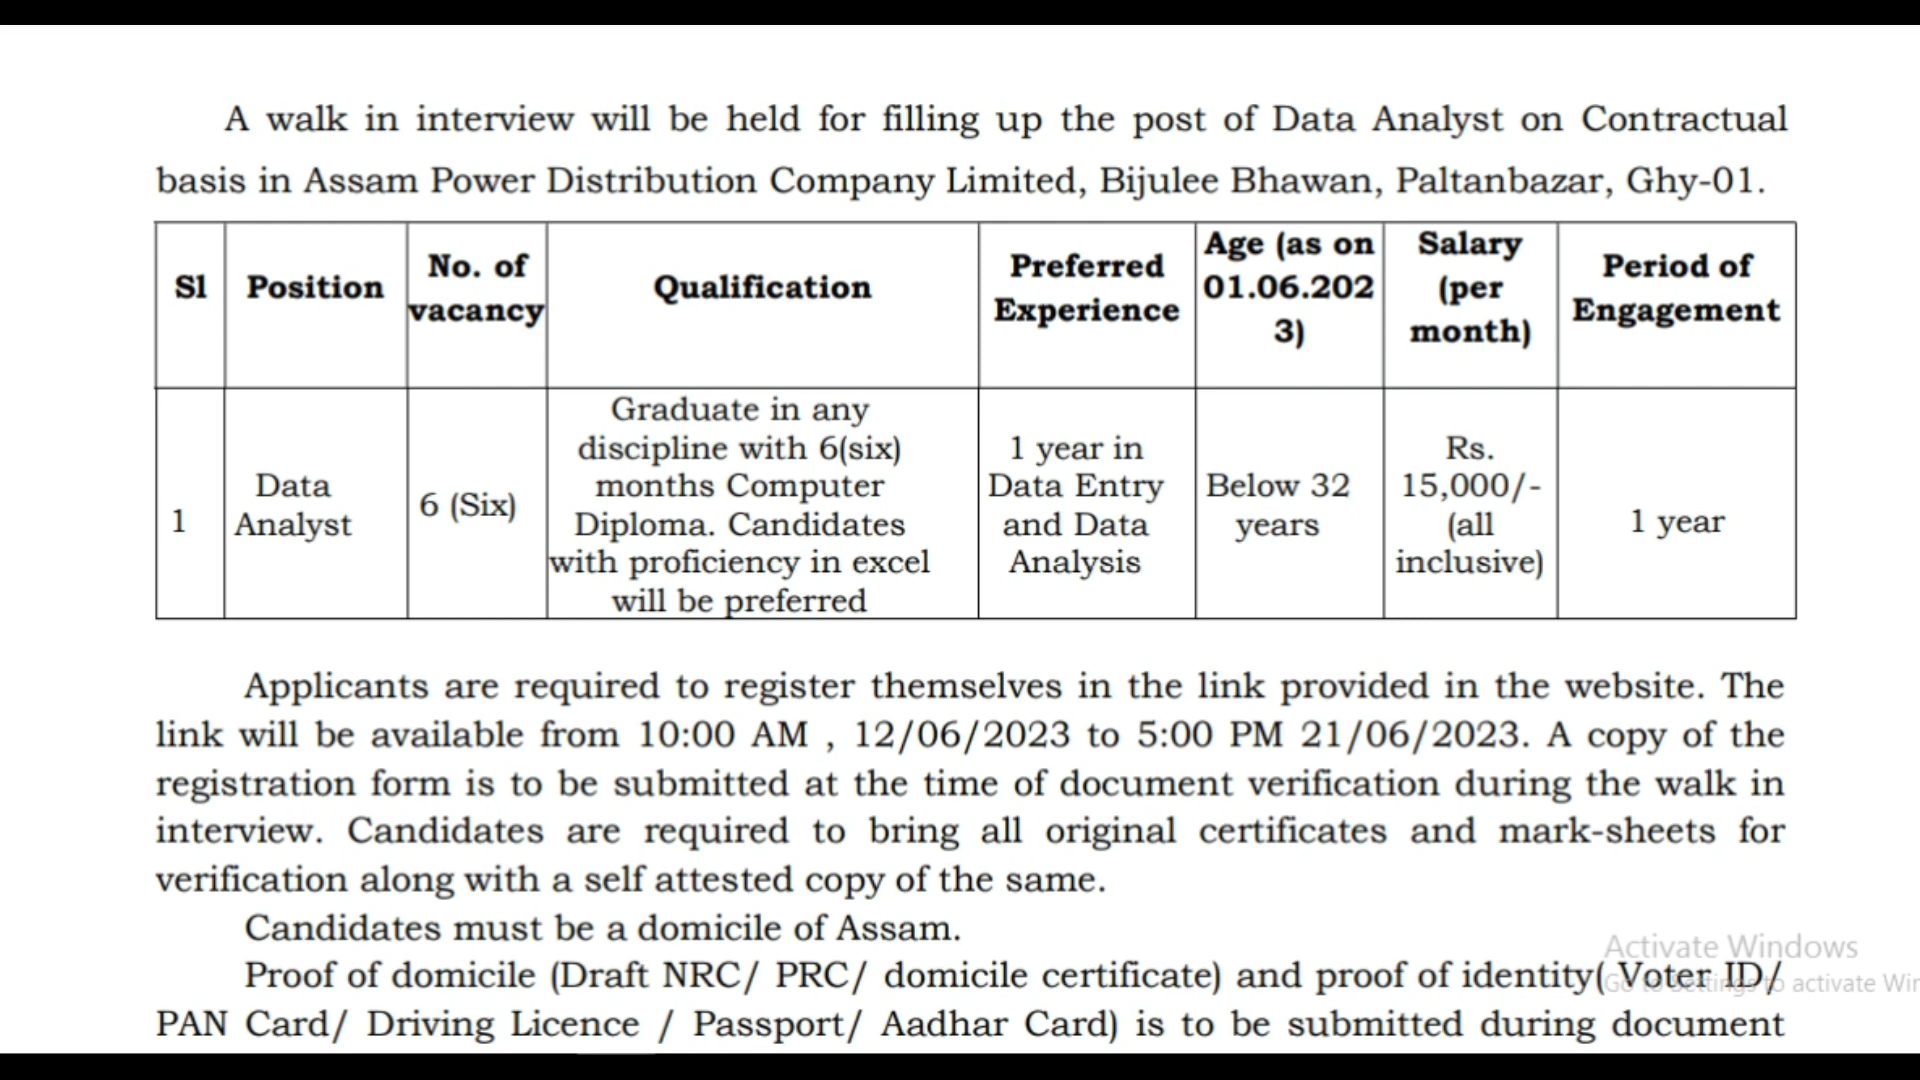 A walk in interview will be held for filling up the post of Data Analyst on Contractual
basis in Assam Power Distribution Company Limited, Bijulee Bhawan, Paltanbazar, Ghy-01.
Sl
Position
No. of
vacancy
Qualification
Preferred
Experience
Age (as on
01.06.202
3)
Salary
(per
month)
Period of
Engagement
1
Data
Analyst
6 (Six)
Graduate in any
discipline with 6(six)
months Computer
Diploma. Candidates
with proficiency in excel
will be preferred
1 year in
Data Entry
and Data
Analysis
Below 32
years
Rs.
15,000/-
(all
inclusive)
1 year
Applicants are required to register themselves in the link provided in the website. The
link will be available from 10:00 AM , 12/06/2023 to 5:00 PM 21/06/2023. A copy of the
registration form is to be submitted at the time of document verification during the walk in
interview. Candidates are required to bring all original certificates and mark-sheets for
verification along with a self attested copy of the same.
Candidates must be a domicile of Assam.
Proof of domicile (Draft NRC/ PRC/ domicile certificate) and proof of identity( Voter ID/
PAN Card/ Driving Licence / Passport/ Aadhar Card) is to be submitted during document
Activate Windows
Go to Settings to activate Win